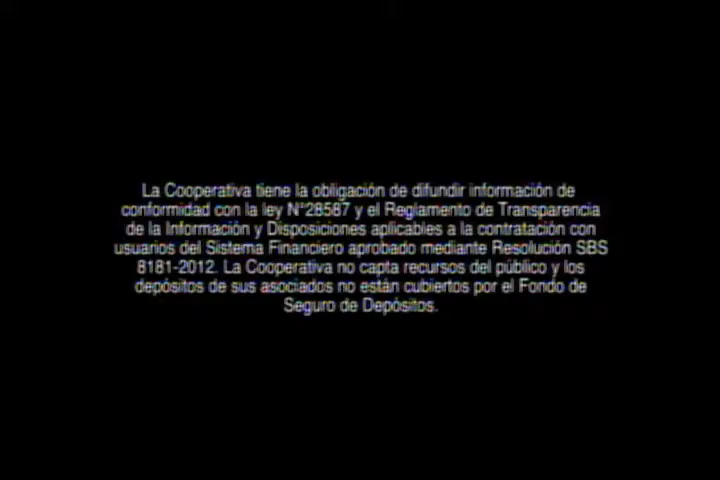 La Cooperativa tiene la obligación de difundir información de
conformidad con la ley N°28587 y el Reglamento de Transparencia
de la Información y Disposiciones aplicables a la contratación con
usuarios del Sistema Financiero aprobado mediante Resolución SBS
8181-2012. La Cooperativa no capta recursos del público y los
depósitos de sus asociados no están cubiertos por el Fondo de
Seguro de Depósitos.